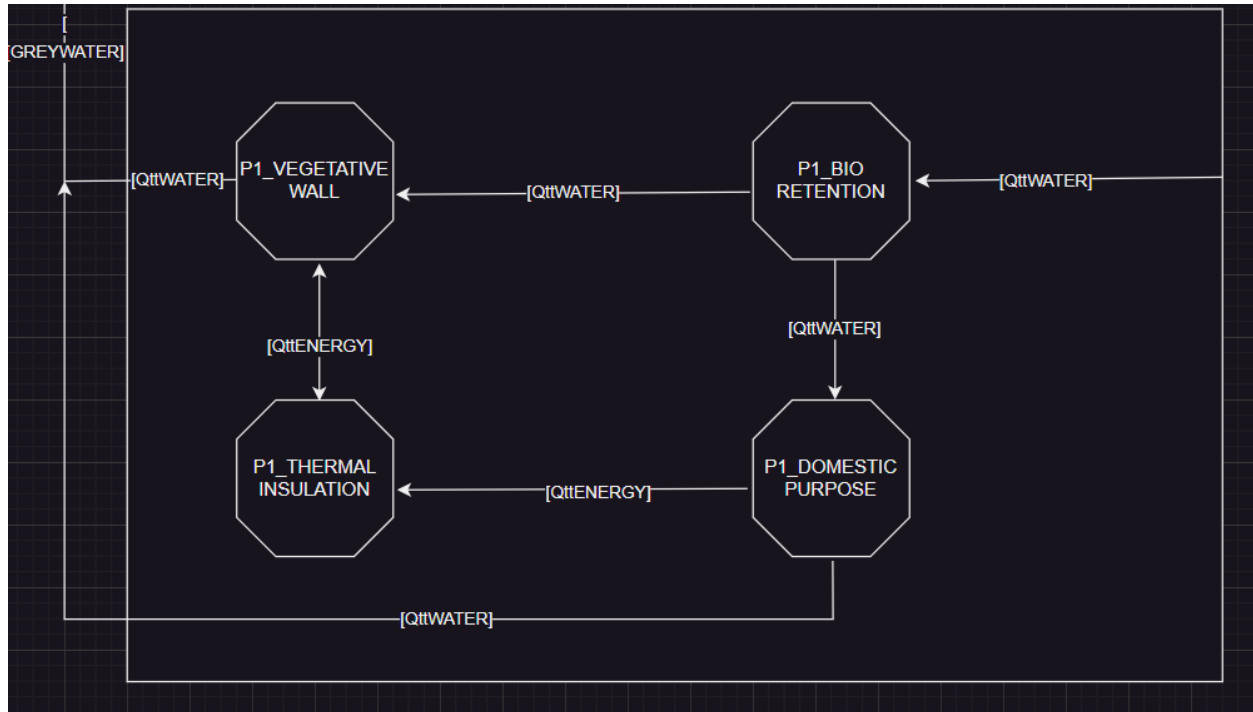 [
[GREYWATER]
[QttWATER]
P1_VEGETATIVE
WALL
[QttWATER]
P1_BIO
RETENTION
[QttWATER]
[QttENERGY]
[QttWATER]
P1_THERMAL
INSULATION
[QttENERGY]
P1_DOMESTIC
PURPOSE
[QttWATER]